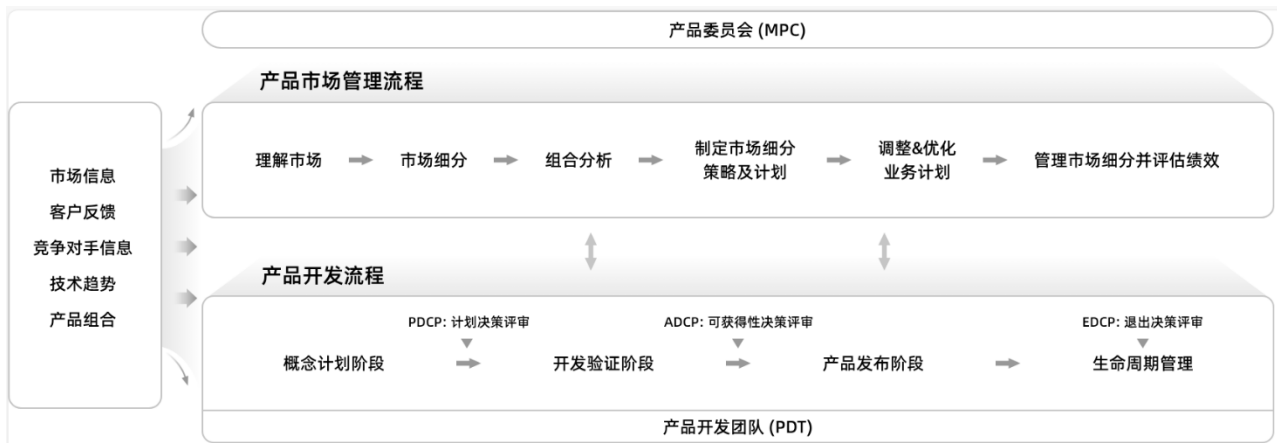 产品委员会 (MPC)
产品市场管理流程
市场信息
客户反馈
竞争对手信息
技术趋势
产品组合
理解市场
市场细分
组合分析
制定市场细分
策略及计划
调整&优化
业务计划
管理市场细分并评估绩效
产品开发流程
PDCP: 计划决策评审
ADCP: 可获得性决策评审
EDCP: 退出决策评审
概念计划阶段
开发验证阶段
产品发布阶段
生命周期管理
产品开发团队 (PDT)